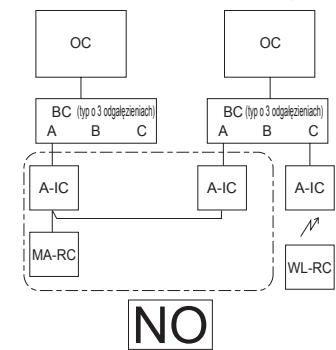 OC OC
BC (typ o 3 odgałęzieniach) BC (typ o 3 odgałęzieniach)
A B C A B C
A-IC A-IC A-IC
MA-RC WL-RC
NO